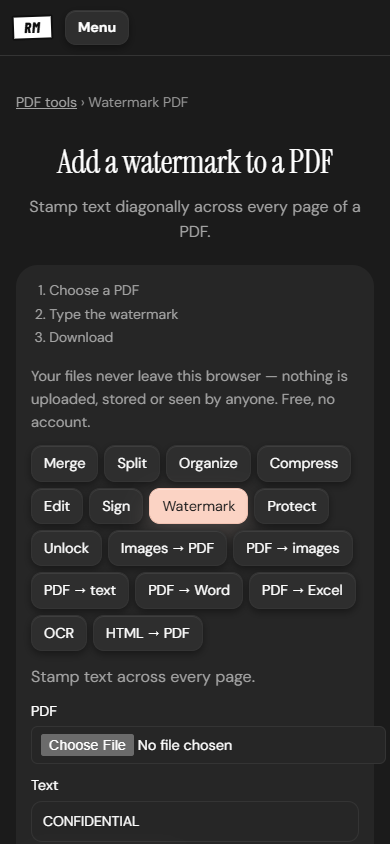 RM
Menu
PDF tools › Watermark PDF
Add a watermark to a PDF
Stamp text diagonally across every page of a
PDF.
1. Choose a PDF
2. Type the watermark
3. Download
Your files never leave this browser — nothing is
uploaded, stored or seen by anyone. Free, no
account.
Merge Split Organize Compress
Edit Sign Watermark Protect
Unlock Images → PDF PDF → images
PDF → text PDF → Word PDF → Excel
OCR HTML → PDF
Stamp text across every page.
PDF
Choose File No file chosen
Text
CONFIDENTIAL